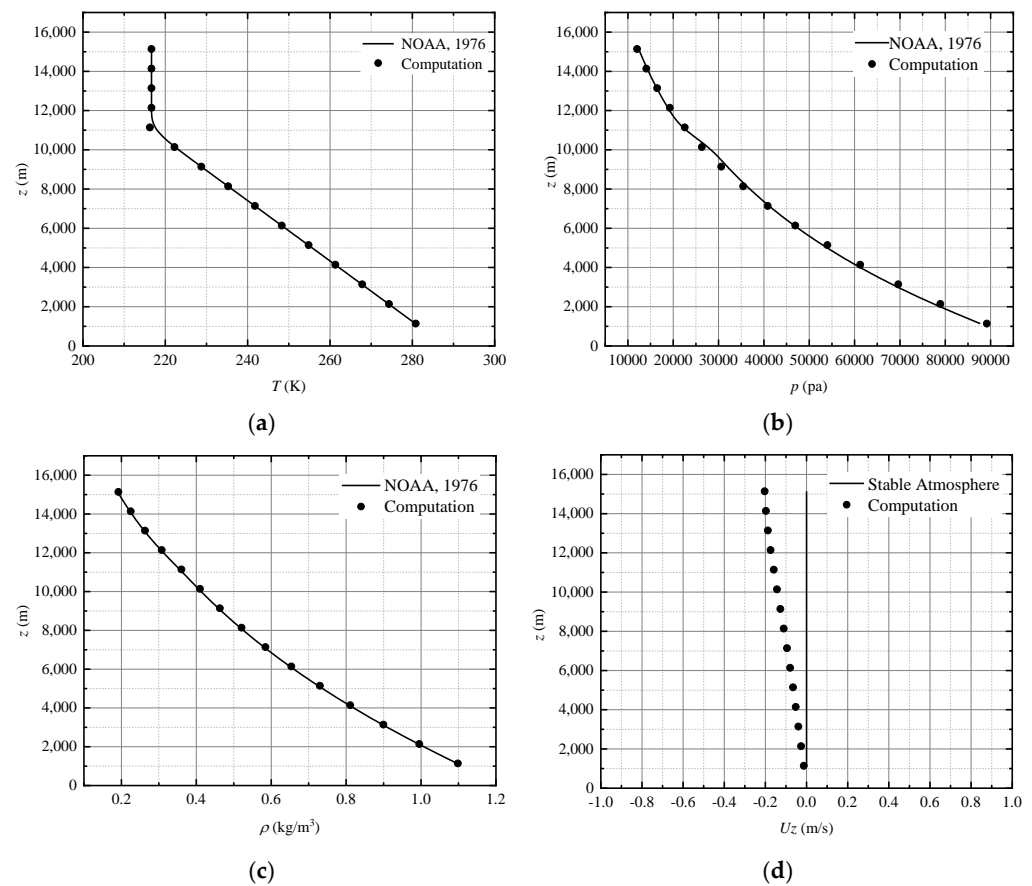 16,000
14,000
12,000
10,000
8,000
6,000
4,000
2,000
0
z (m)
200 220 240 260 280 300
T (K)
NOAA, 1976
Computation
(a)
16,000
14,000
12,000
10,000
8,000
6,000
4,000
2,000
0
z (m)
10000 20000 30000 40000 50000 60000 70000 80000 90000
p (pa)
NOAA, 1976
Computation
(b)
16,000
14,000
12,000
10,000
8,000
6,000
4,000
2,000
0
z (m)
0.2 0.4 0.6 0.8 1.0 1.2
ρ (kg/m³)
NOAA, 1976
Computation
(c)
16,000
14,000
12,000
10,000
8,000
6,000
4,000
2,000
0
z (m)
-1.0 -0.8 -0.6 -0.4 -0.2 0.0 0.2 0.4 0.6 0.8 1.0
Uz (m/s)
Stable Atmosphere
Computation
(d)